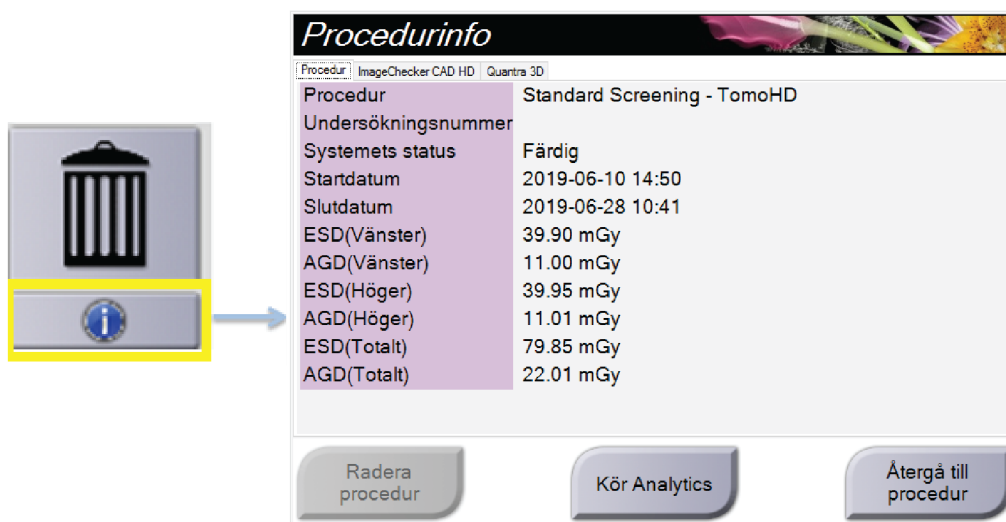 Procedurinfo
Procedur ImageChecker CAD HD Quantra 3D
Procedur Standard Screening - TomoHD
Undersökningsnummer
Systemets status Färdig
Startdatum 2019-06-10 14:50
Slutdatum 2019-06-28 10:41
ESD(Vänster) 39.90 mGy
AGD(Vänster) 11.00 mGy
ESD(Höger) 39.95 mGy
AGD(Höger) 11.01 mGy
ESD(Totalt) 79.85 mGy
AGD(Totalt) 22.01 mGy
Radera
procedur
Kör Analytics
Återgå till
procedur